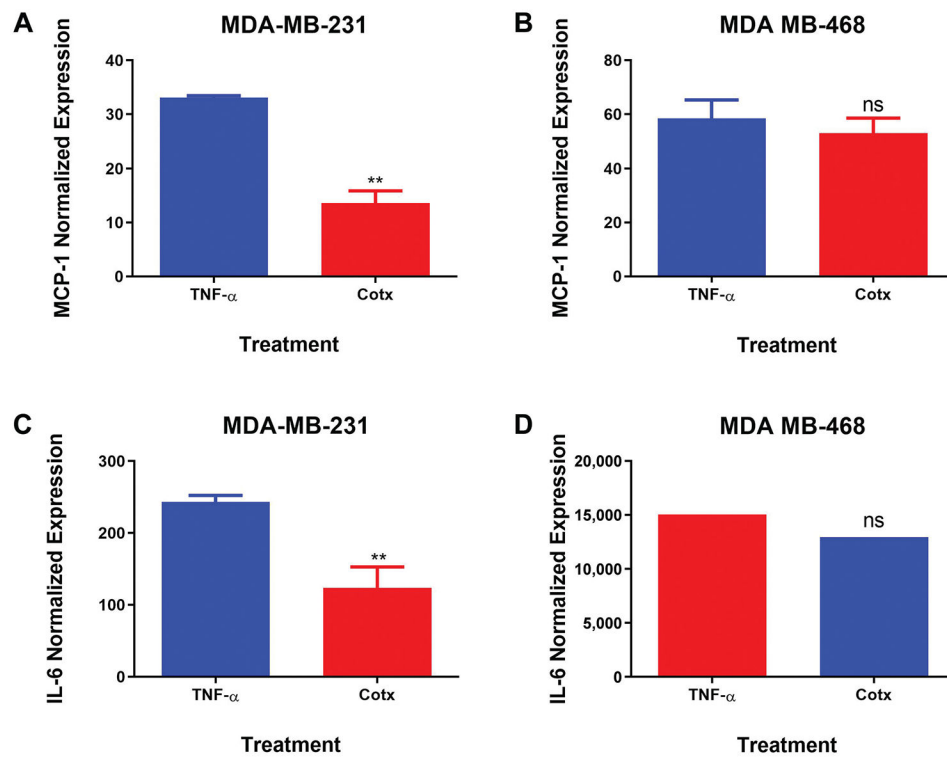 A
MDA-MB-231
MCP-1 Normalized Expression
40
30
20
10
0
**
TNF-α
Cotx
Treatment
B
MDA MB-468
MCP-1 Normalized Expression
80
60
40
20
0
ns
TNF-α
Cotx
Treatment
C
MDA-MB-231
IL-6 Normalized Expression
300
200
100
0
**
TNF-α
Cotx
Treatment
D
MDA MB-468
IL-6 Normalized Expression
20,000
15,000
10,000
5,000
0
ns
TNF-α
Cotx
Treatment